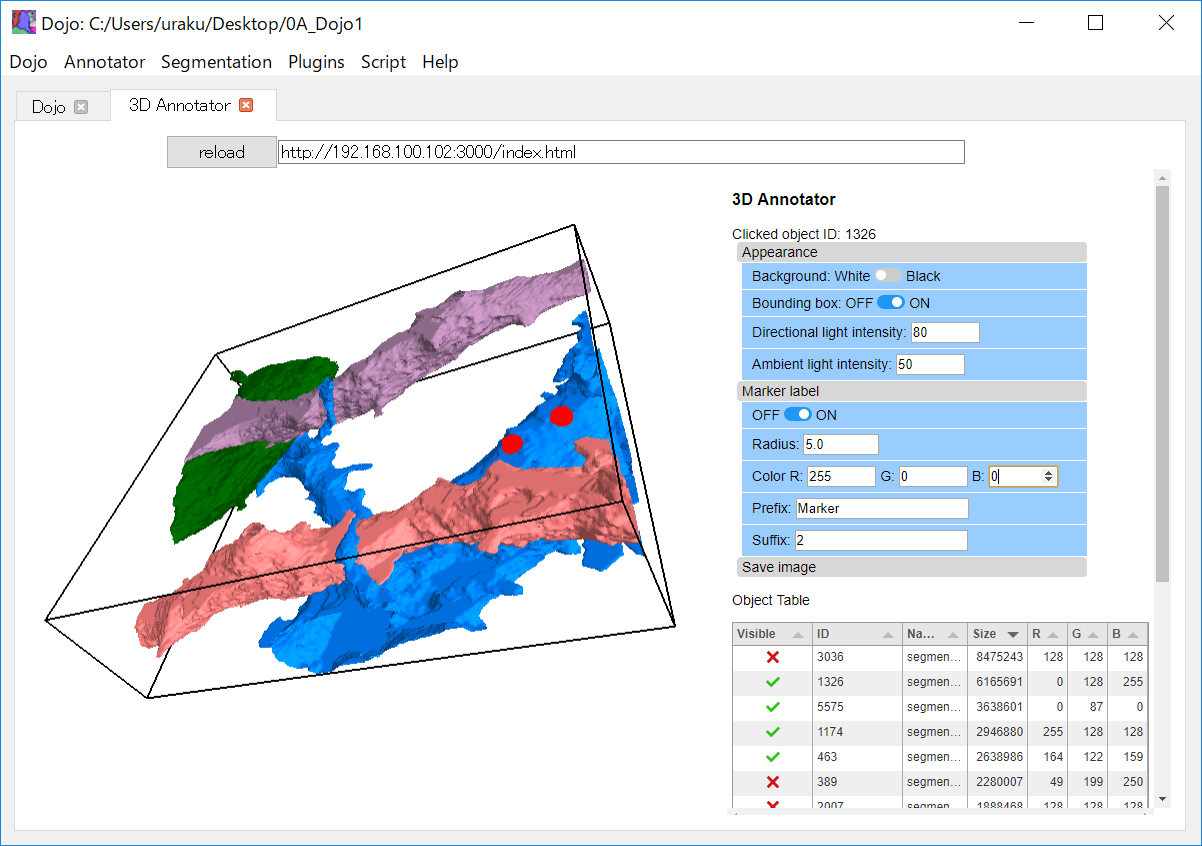 Dojo: C:/Users/uraku/Desktop/0A_Dojo1
Dojo Annotator Segmentation Plugins Script Help
Dojo 3D Annotator
reload http://192.168.100.102:3000/index.html
3D Annotator
Clicked object ID: 1326
Appearance
Background: White Black
Bounding box: OFF ON
Directional light intensity: 80
Ambient light intensity: 50
Marker label
OFF ON
Radius: 5.0
Color R: 255 G: 0 B: 0
Prefix: Marker
Suffix: 2
Save image
Object Table
Visible ID Na... Size R G B
3036 segmen... 8475243 128 128 128
1326 segmen... 6165691 0 128 255
5575 segmen... 3638601 0 87 0
1174 segmen... 2946880 255 128 128
463 segmen... 2638986 164 122 159
389 segmen... 2280007 49 199 250
2007 segmen... 1888468 128 128 128